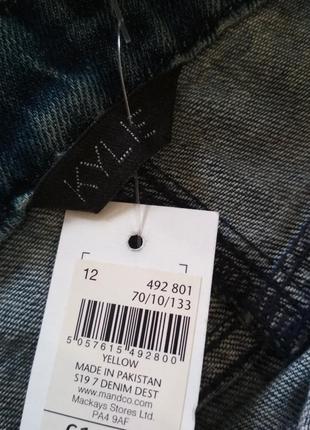 KYLIE
12 492 801
70/10/133
5 057615 492800
YELLOW
MADE IN PAKISTAN
S19 7 DENIM DEST
www.mandco.com
Mackays Stores Ltd.
PA4 9AF